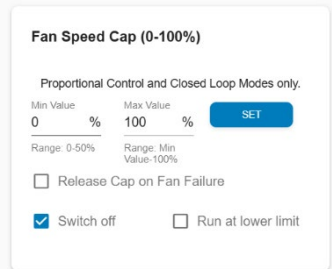 Fan Speed Cap (0-100%)
Proportional Control and Closed Loop Modes only.
Min Value Max Value
0 % 100 % SET
Range: 0-50% Range: Min
Value-100%
Release Cap on Fan Failure
Switch off Run at lower limit